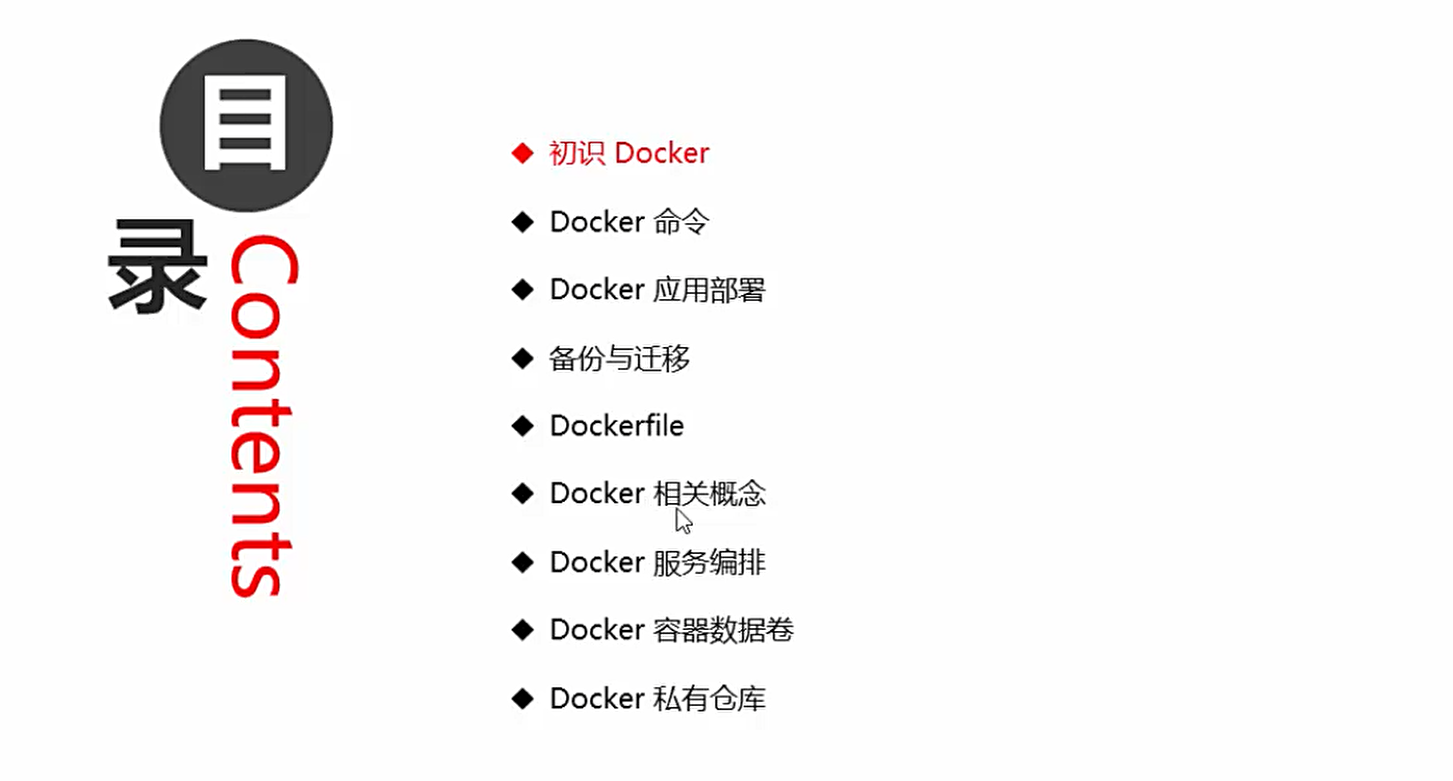 目录
Contents
初识 Docker
Docker 命令
Docker 应用部署
备份与迁移
Dockerfile
Docker 相关概念
Docker 服务编排
Docker 容器数据卷
Docker 私有仓库